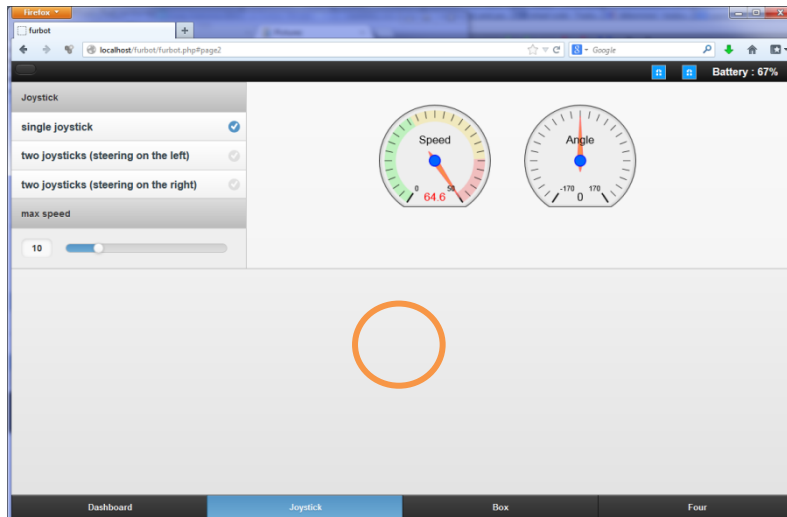 Firefox
furbot
localhost/furbot/furbot.php#page2
Google
Battery : 67%
Joystick
single joystick
two joysticks (steering on the left)
two joysticks (steering on the right)
max speed
10
Speed
0 50
64.6
Angle
-170 170
0
Dashboard Joystick Box Four